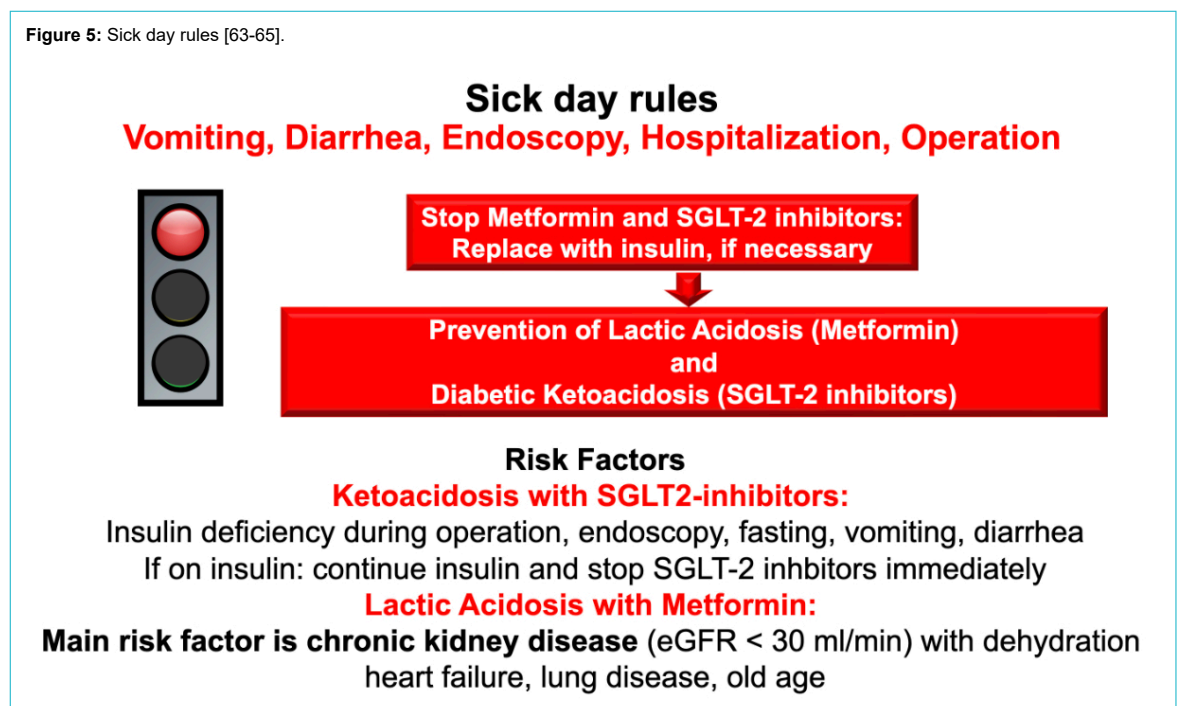 Figure 5: Sick day rules [63-65].
Sick day rules
Vomiting, Diarrhea, Endoscopy, Hospitalization, Operation
Stop Metformin and SGLT-2 inhibitors:
Replace with insulin, if necessary
Prevention of Lactic Acidosis (Metformin)
and
Diabetic Ketoacidosis (SGLT-2 inhibitors)
Risk Factors
Ketoacidosis with SGLT2-inhibitors:
Insulin deficiency during operation, endoscopy, fasting, vomiting, diarrhea
If on insulin: continue insulin and stop SGLT-2 inhbitors immediately
Lactic Acidosis with Metformin:
Main risk factor is chronic kidney disease (eGFR < 30 ml/min) with dehydration
heart failure, lung disease, old age